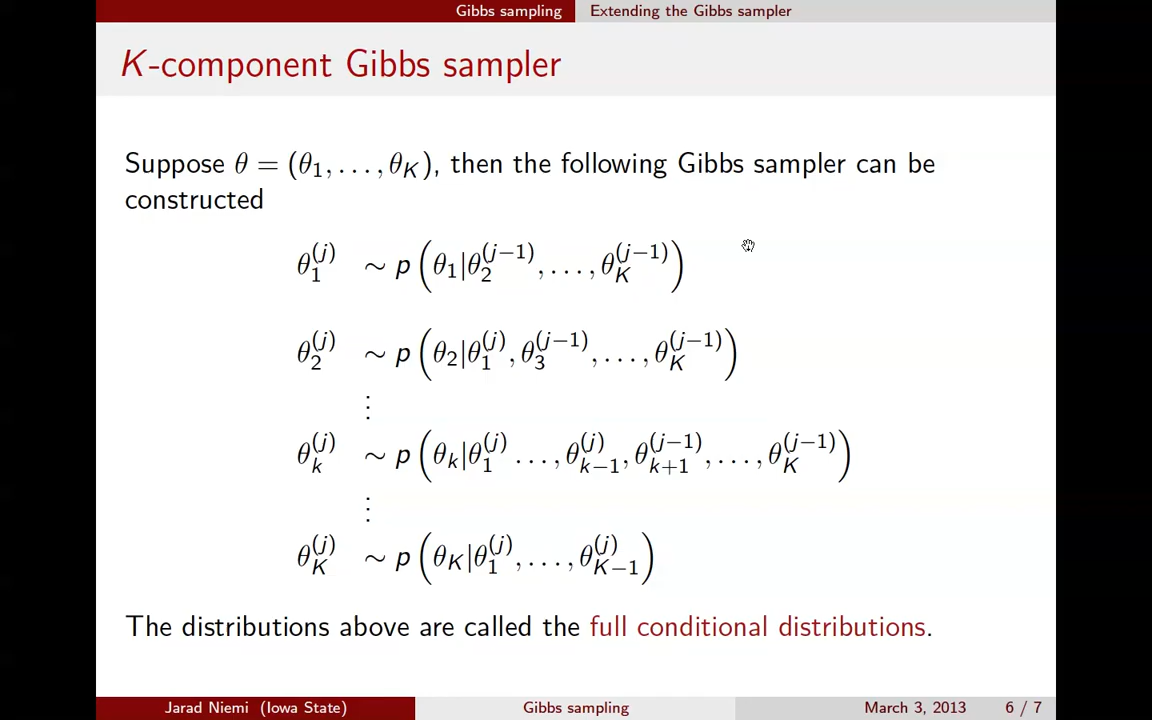 Gibbs sampling Extending the Gibbs sampler
K-component Gibbs sampler
Suppose θ = (θ₁, . . . , θ_K), then the following Gibbs sampler can be
constructed
θ₁^(j) ∼ p(θ₁|θ₂^(j−1), . . . , θ_K^(j−1))
θ₂^(j) ∼ p(θ₂|θ₁^(j), θ₃^(j−1), . . . , θ_K^(j−1))
⋮
θ_k^(j) ∼ p(θ_k|θ₁^(j) . . . , θ_{k−1}^(j), θ_{k+1}^(j−1), . . . , θ_K^(j−1))
⋮
θ_K^(j) ∼ p(θ_K|θ₁^(j), . . . , θ_{K−1}^(j))
The distributions above are called the full conditional distributions.
Jarad Niemi (Iowa State) Gibbs sampling March 3, 2013 6 / 7